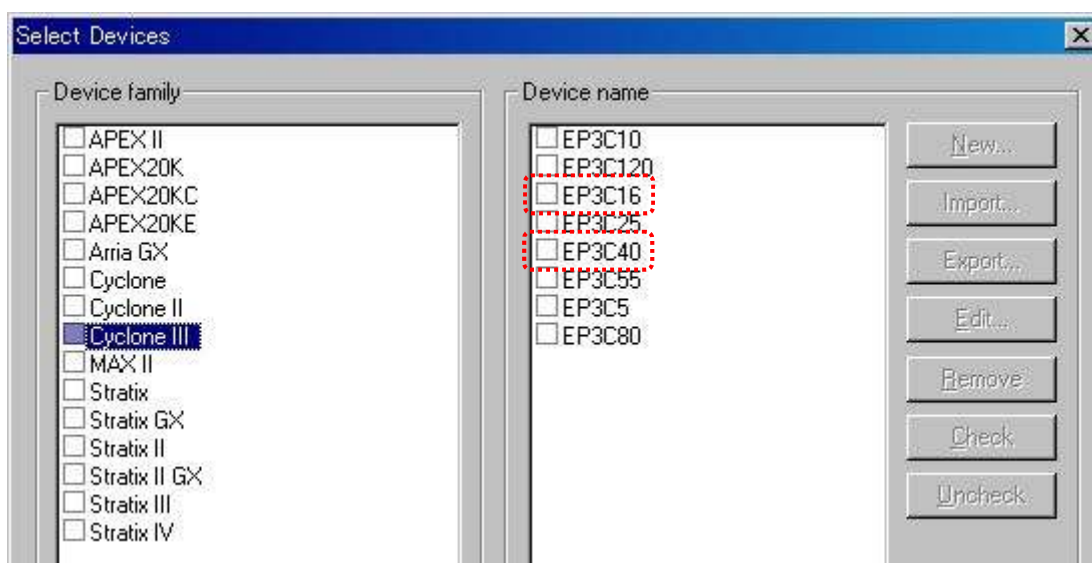 Select Devices
Device family
APEX II
APEX20K
APEX20KC
APEX20KE
Arria GX
Cyclone
Cyclone II
Cyclone III
MAX II
Stratix
Stratix GX
Stratix II
Stratix II GX
Stratix III
Stratix IV
Device name
EP3C10
EP3C120
EP3C16
EP3C25
EP3C40
EP3C55
EP3C5
EP3C80
New...
Import...
Export...
Edit...
Remove
Check
Uncheck